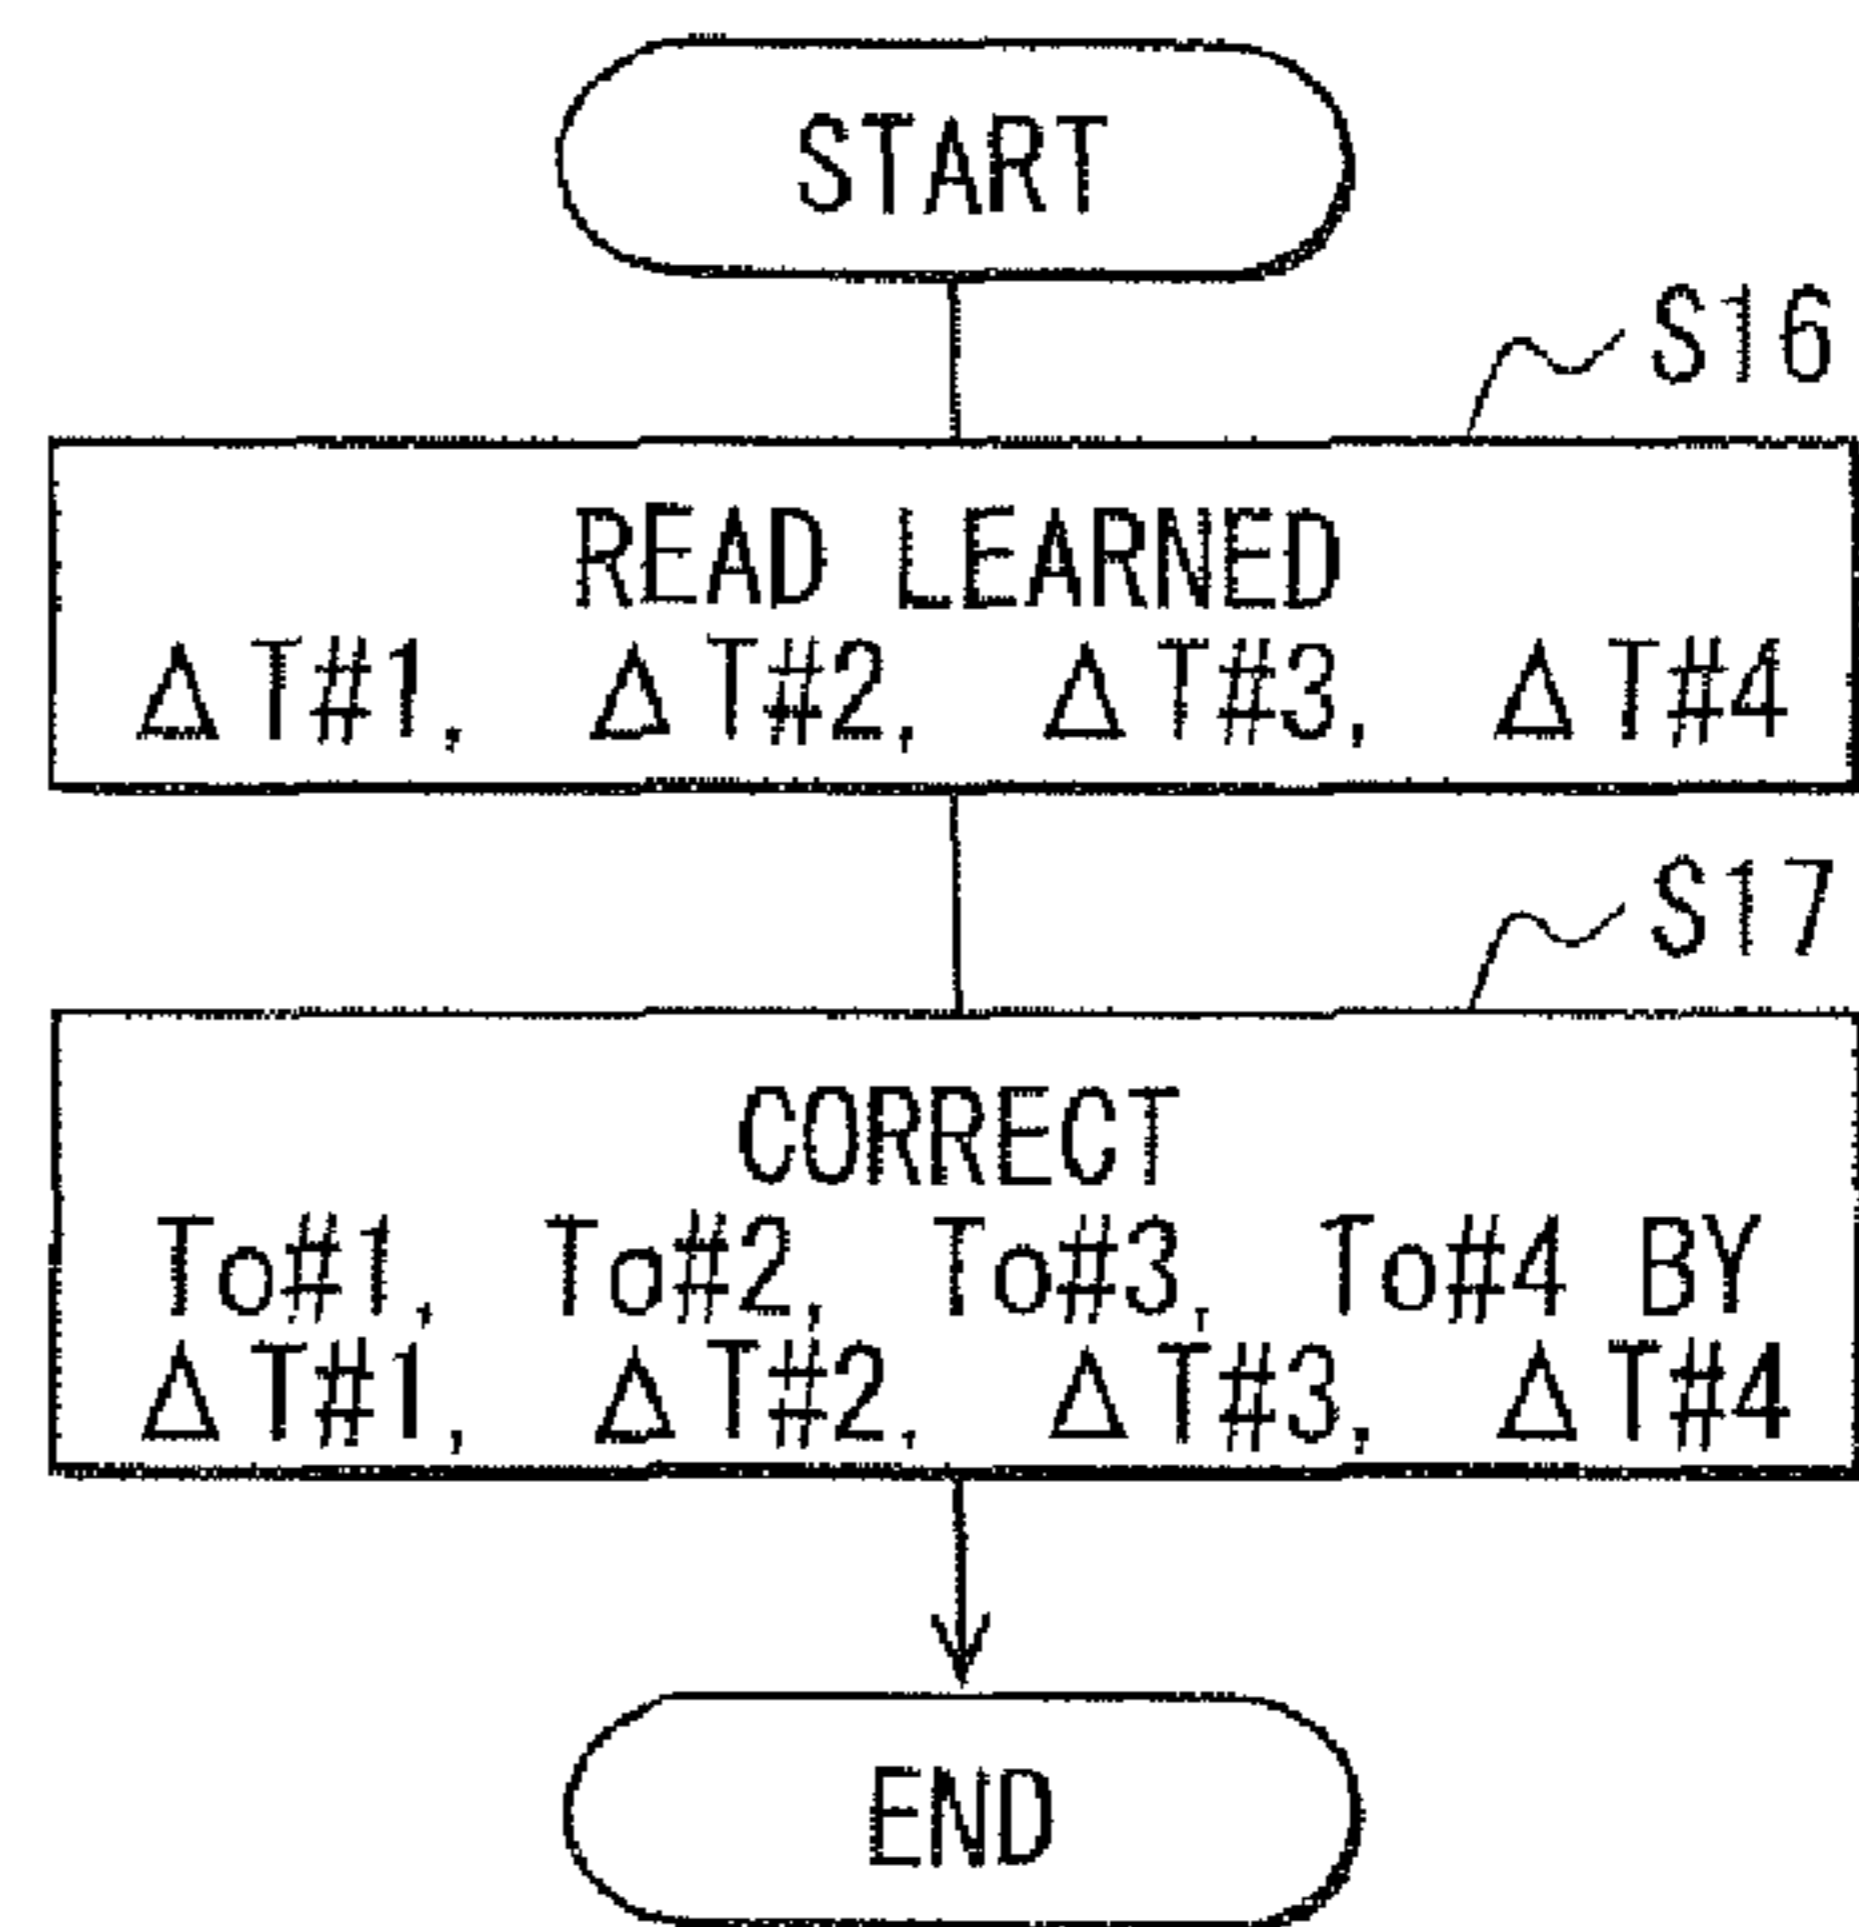 START
S16
READ LEARNED
ΔT#1, ΔT#2, ΔT#3, ΔT#4
S17
CORRECT
To#1, To#2, To#3, To#4 BY
ΔT#1, ΔT#2, ΔT#3, ΔT#4
END